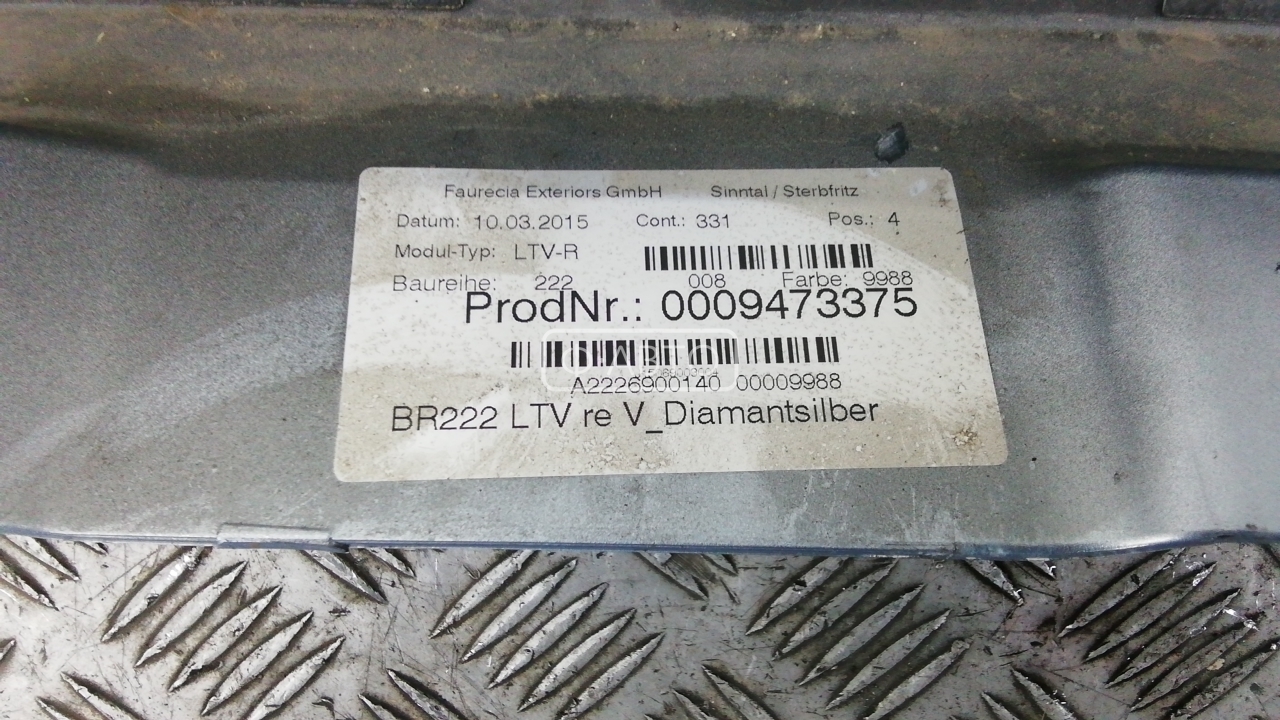 Faurecia Exteriors GmbH Sinntal / Sterbfritz
Datum: 10.03.2015 Cont.: 331 Pos.: 4
Modul-Typ: LTV-R
Baureihe: 222 008 Farbe: 9988
ProdNr.: 0009473375
A2226900140 00009988
BR222 LTV re V_Diamantsilber